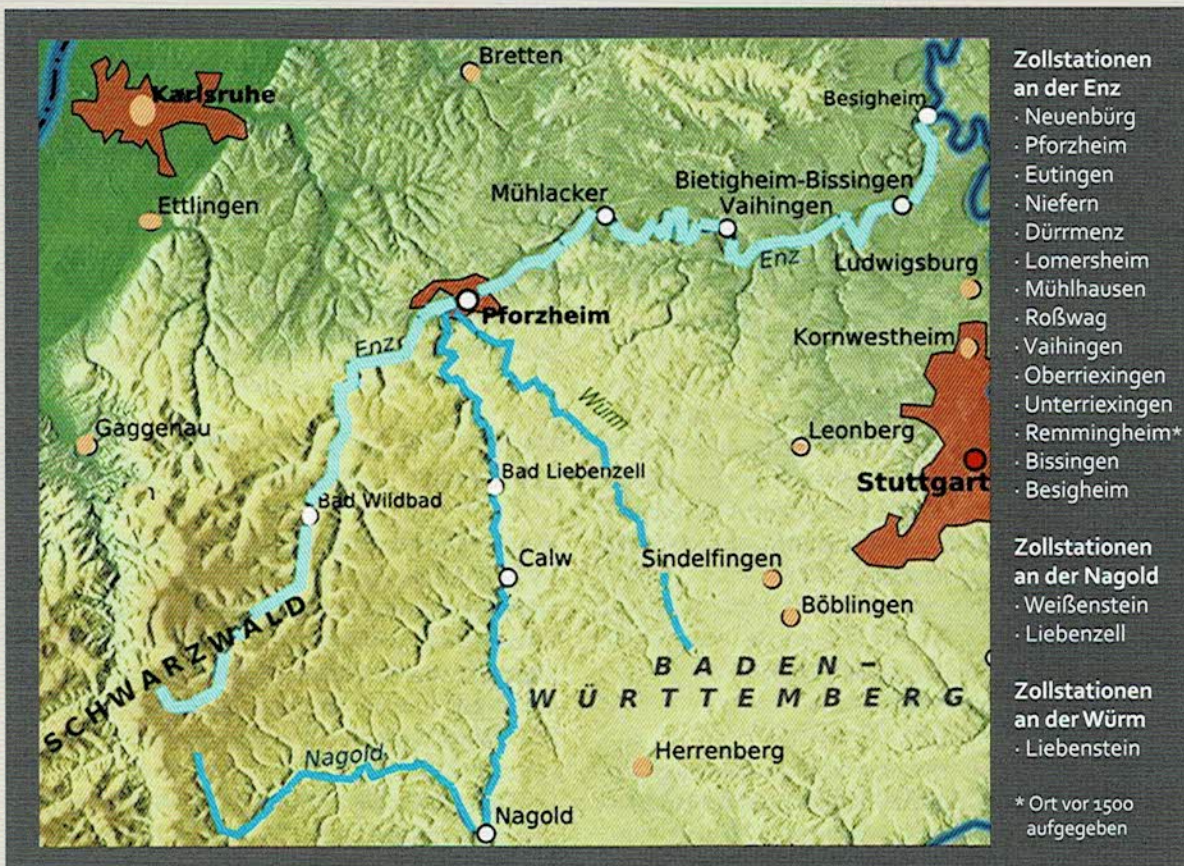 Bretten
Karlsruhe
Besigheim
Ettlingen
Mühlacker
Bietigheim-Bissingen
Vaihingen
Enz
Ludwigsburg
Pforzheim
Kornwestheim
Enz
Würm
Gaggenau
Leonberg
Bad Liebenzell
Stuttgart
Bad Wildbad
Calw
Sindelfingen
Böblingen
SCHWARZWALD
BADEN-
WÜRTTEMBERG
Nagold
Herrenberg
Nagold
Zollstationen
an der Enz
· Neuenbürg
· Pforzheim
· Eutingen
· Niefern
· Dürrmenz
· Lomersheim
· Mühlhausen
· Roßwag
· Vaihingen
· Oberriexingen
· Unterriexingen
· Remmingheim*
· Bissingen
· Besigheim
Zollstationen
an der Nagold
· Weißenstein
· Liebenzell
Zollstationen
an der Würm
· Liebenstein
* Ort vor 1500
aufgegeben